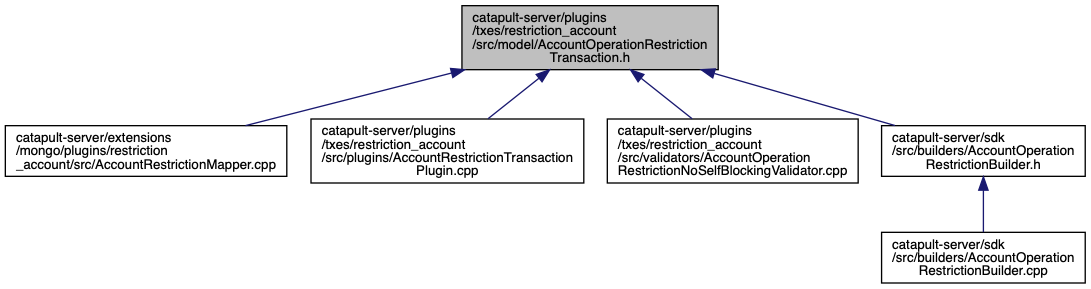 catapult-server/plugins
/txes/restriction_account
/src/model/AccountOperationRestriction
Transaction.h
catapult-server/extensions
/mongo/plugins/restriction
_account/src/AccountRestrictionMapper.cpp
catapult-server/plugins
/txes/restriction_account
/src/plugins/AccountRestrictionTransaction
Plugin.cpp
catapult-server/plugins
/txes/restriction_account
/src/validators/AccountOperation
RestrictionNoSelfBlockingValidator.cpp
catapult-server/sdk
/src/builders/AccountOperation
RestrictionBuilder.h
catapult-server/sdk
/src/builders/AccountOperation
RestrictionBuilder.cpp